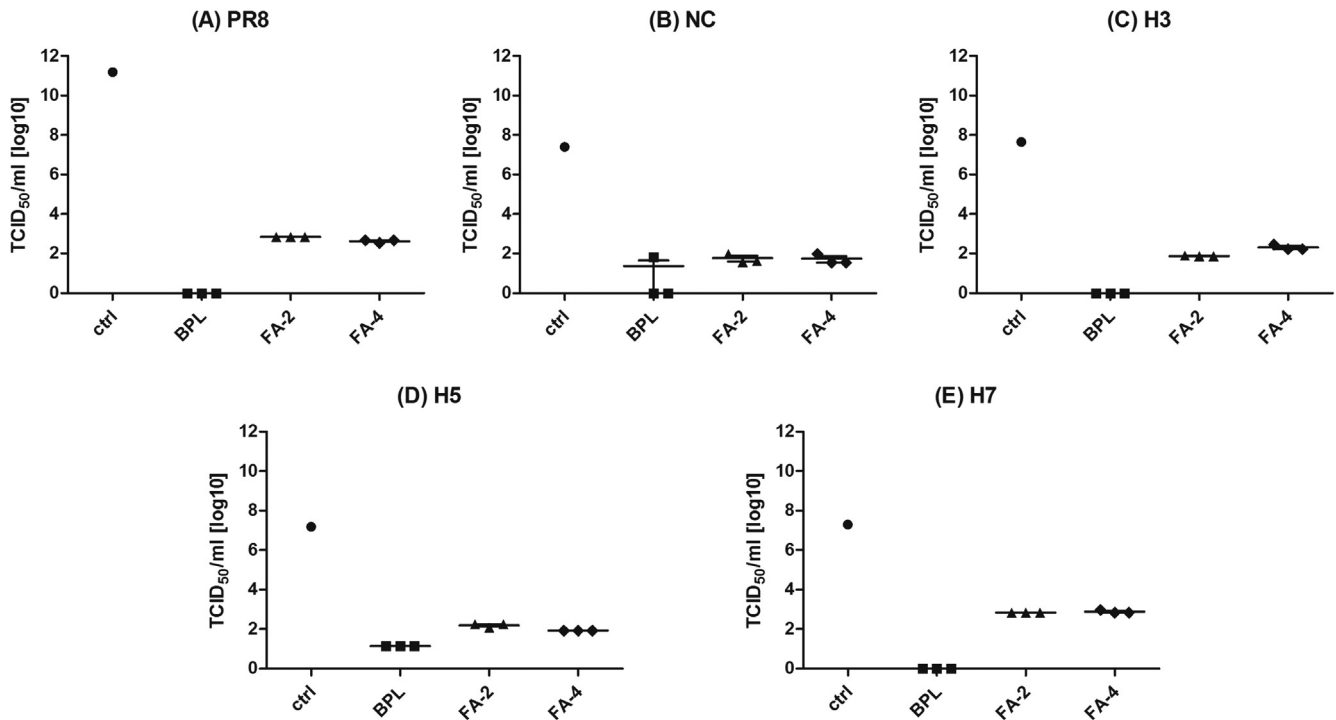 (A) PR8
TCID50/ml [log10]
12
10
8
6
4
2
0
ctrl
BPL
FA-2
FA-4
(B) NC
TCID50/ml [log10]
12
10
8
6
4
2
0
ctrl
BPL
FA-2
FA-4
(C) H3
TCID50/ml [log10]
12
10
8
6
4
2
0
ctrl
BPL
FA-2
FA-4
(D) H5
TCID50/ml [log10]
12
10
8
6
4
2
0
ctrl
BPL
FA-2
FA-4
(E) H7
TCID50/ml [log10]
12
10
8
6
4
2
0
ctrl
BPL
FA-2
FA-4